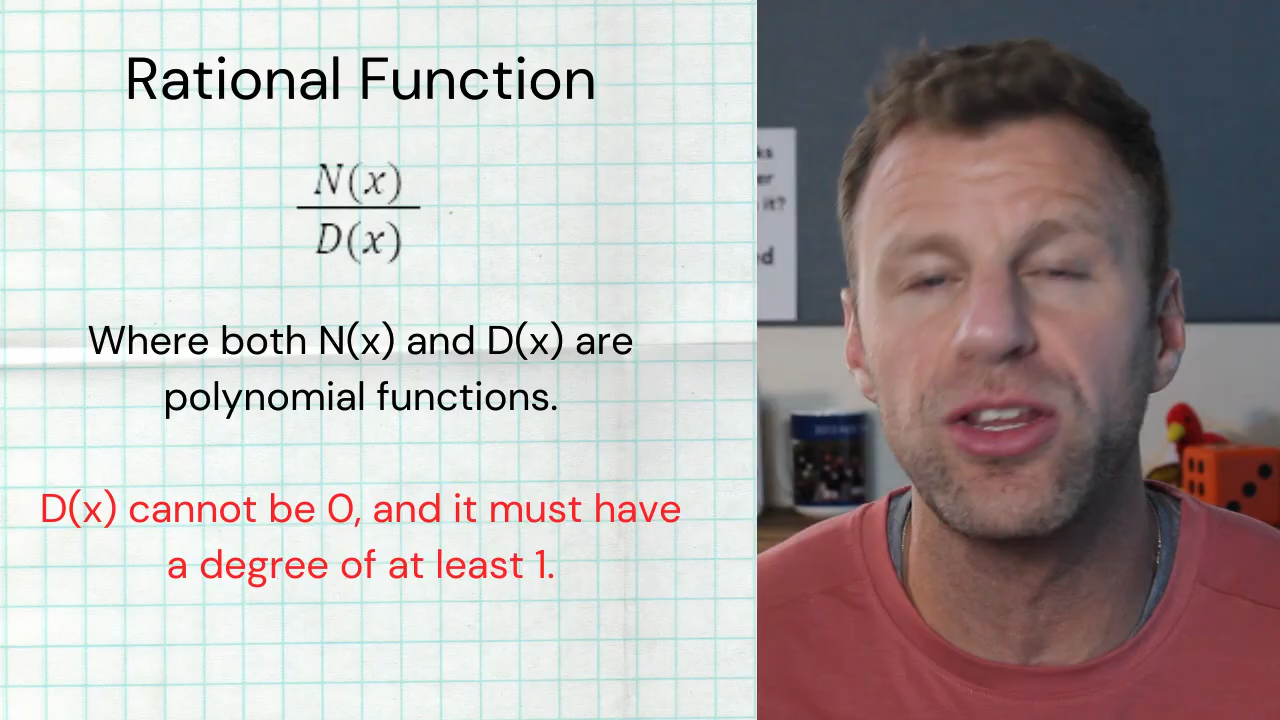 Rational Function
N(x)
D(x)
Where both N(x) and D(x) are
polynomial functions.
D(x) cannot be 0, and it must have
a degree of at least 1.
it?